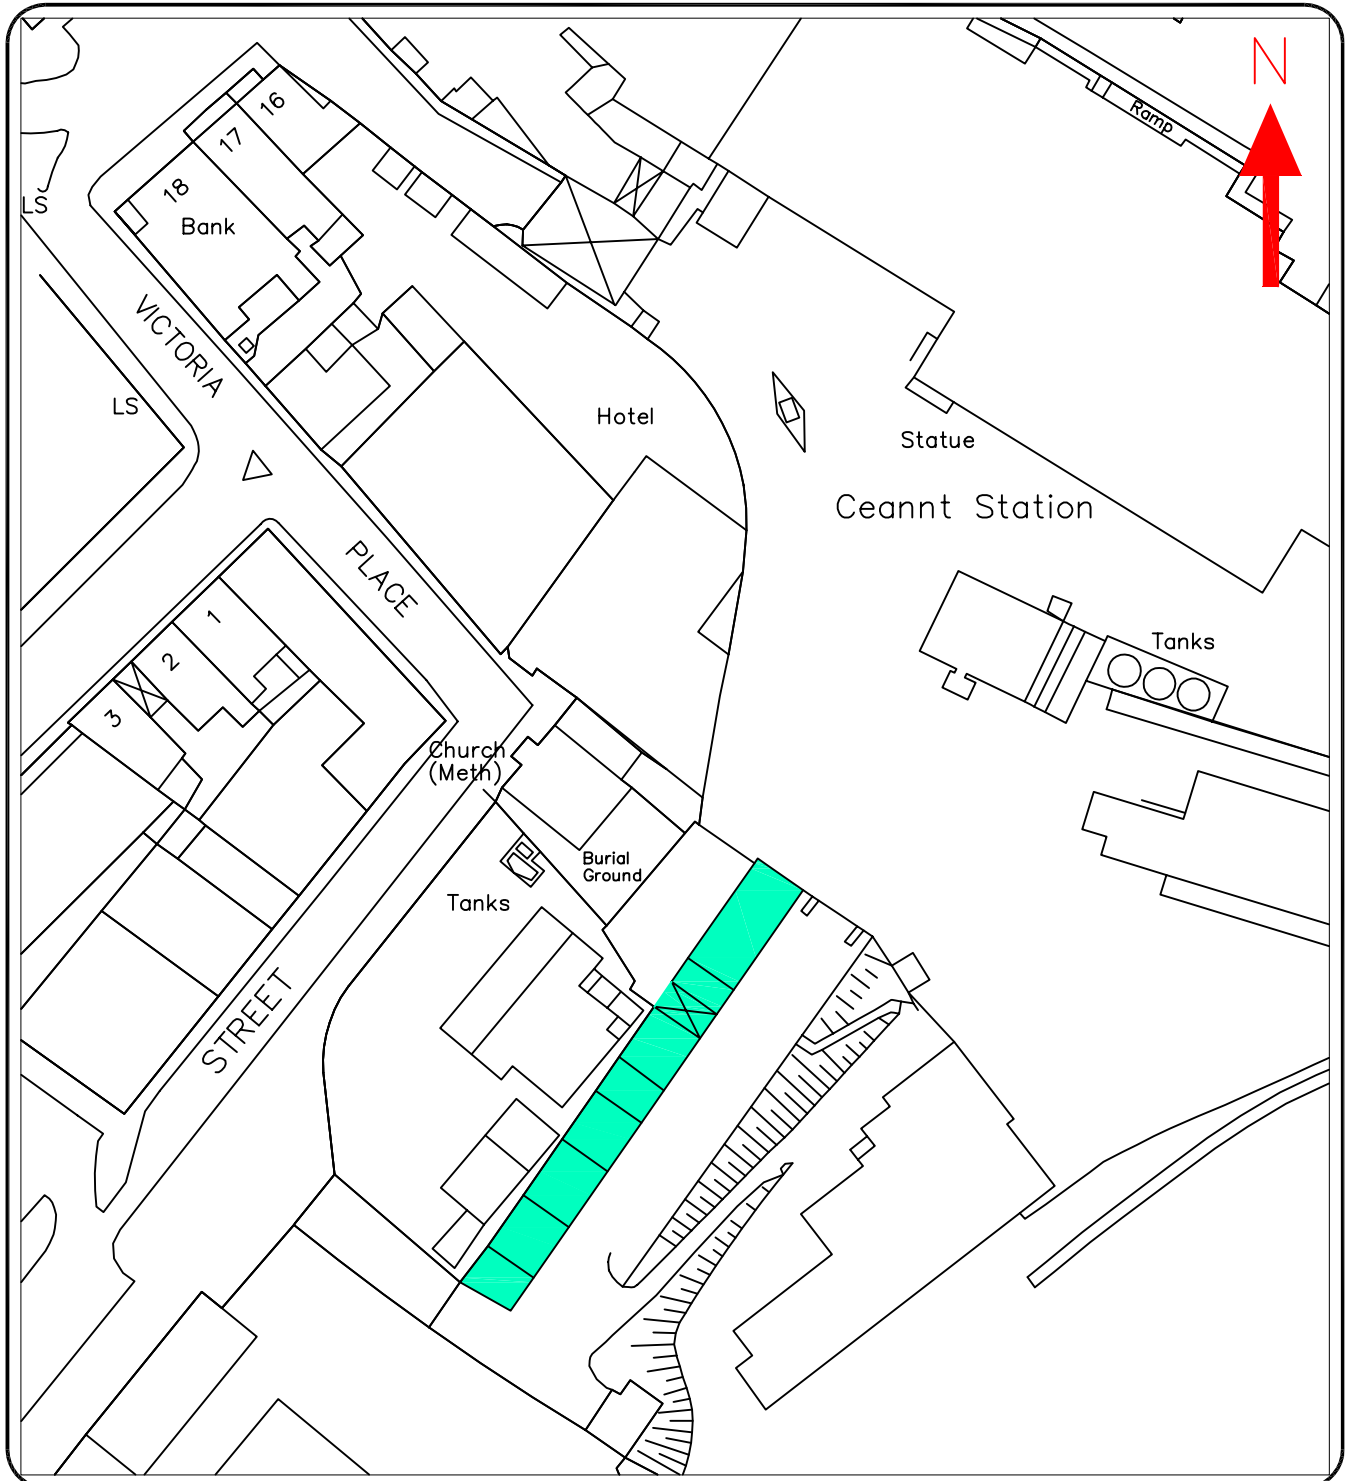 N
Ramp
16
17
18
Bank
LS
VICTORIA
LS
Hotel
Statue
Ceannt Station
PLACE
1
2
3
Tanks
Church
(Meth)
Burial
Ground
Tanks
STREET